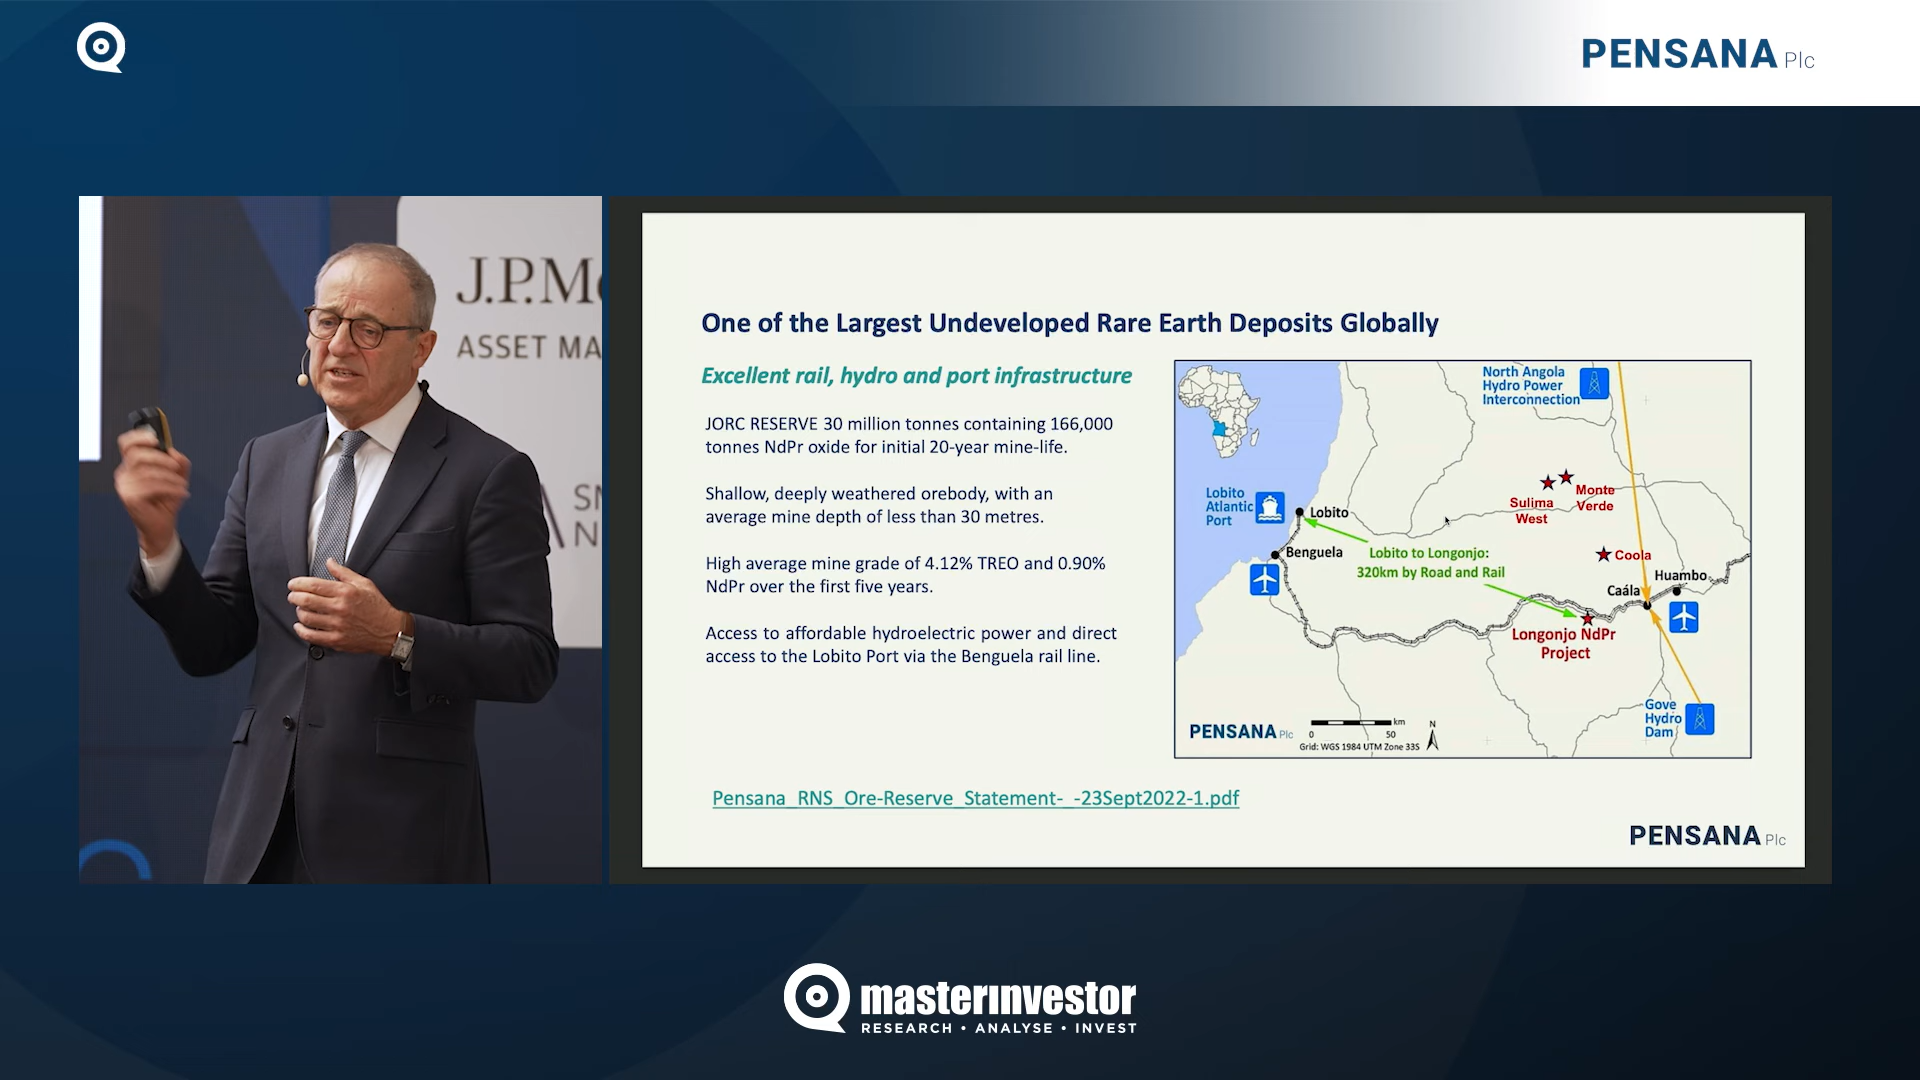 PENSANA Plc
J.P.M
ASSET MA
SN
N
One of the Largest Undeveloped Rare Earth Deposits Globally
Excellent rail, hydro and port infrastructure
JORC RESERVE 30 million tonnes containing 166,000
tonnes NdPr oxide for initial 20-year mine-life.
Shallow, deeply weathered orebody, with an
average mine depth of less than 30 metres.
High average mine grade of 4.12% TREO and 0.90%
NdPr over the first five years.
Access to affordable hydroelectric power and direct
access to the Lobito Port via the Benguela rail line.
North Angola
Hydro Power
Interconnection
Lobito
Atlantic
Port
Lobito
Benguela
Sulima
West
Monte
Verde
Coola
Lobito to Longonjo:
320km by Road and Rail
Huambo
Caála
Longonjo NdPr
Project
Gove
Hydro
Dam
PENSANA Plc
km
0 50
Grid: WGS 1984 UTM Zone 33S
N
Pensana_RNS_Ore-Reserve_Statement-_-23Sept2022-1.pdf
PENSANA Plc
masterinvestor
RESEARCH • ANALYSE • INVEST